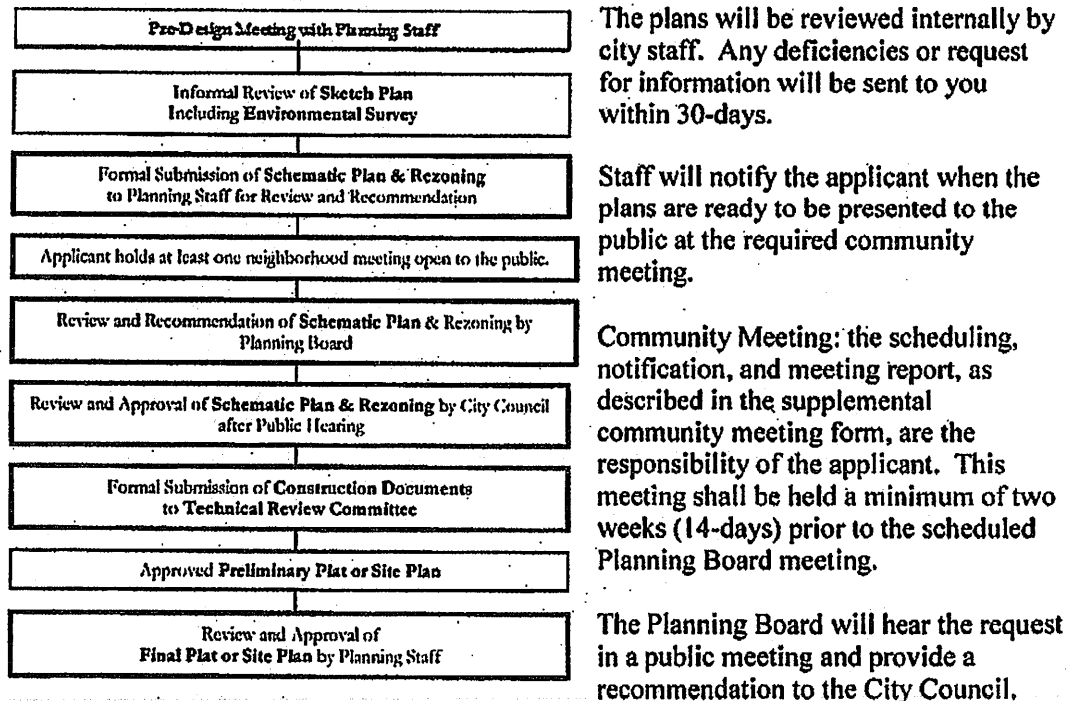 Pre-Design Meeting with Planning Staff
Informal Review of Sketch Plan
Including Environmental Survey
Formal Submission of Schematic Plan & Rezoning
to Planning Staff for Review and Recommendation
Applicant holds at least one neighborhood meeting open to the public.
Review and Recommendation of Schematic Plan & Rezoning by
Planning Board
Review and Approval of Schematic Plan & Rezoning by City Council
after Public Hearing
Formal Submission of Construction Documents
to Technical Review Committee
Approved Preliminary Plat or Site Plan
Review and Approval of
Final Plat or Site Plan by Planning Staff
The plans will be reviewed internally by
city staff. Any deficiencies or request
for information will be sent to you
within 30-days.
Staff will notify the applicant when the
plans are ready to be presented to the
public at the required community
meeting.
Community Meeting: the scheduling,
notification, and meeting report, as
described in the supplemental
community meeting form, are the
responsibility of the applicant. This
meeting shall be held a minimum of two
weeks (14-days) prior to the scheduled
Planning Board meeting.
The Planning Board will hear the request
in a public meeting and provide a
recommendation to the City Council.